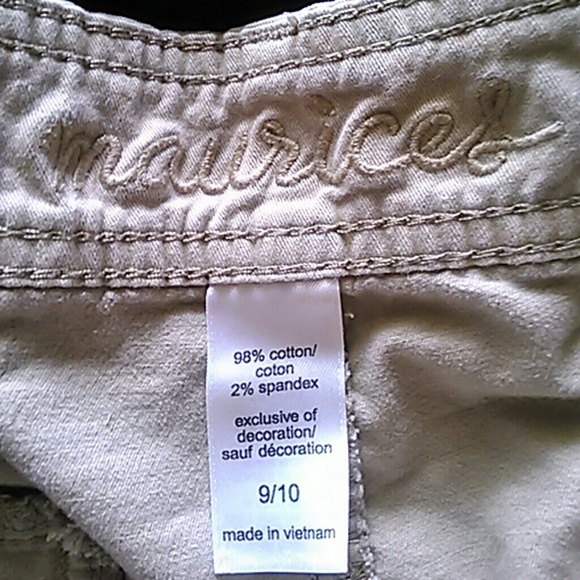 maurices
98% cotton/
coton
2% spandex
exclusive of
decoration/
sauf décoration
9/10
made in vietnam